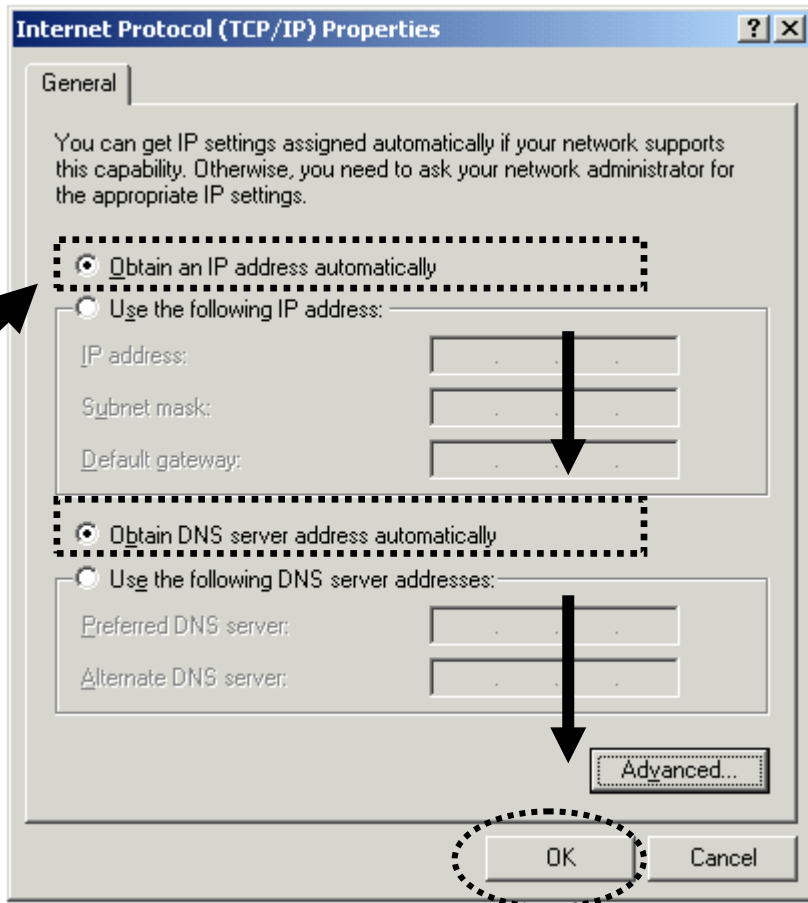 Internet Protocol (TCP/IP) Properties
General
You can get IP settings assigned automatically if your network supports
this capability. Otherwise, you need to ask your network administrator for
the appropriate IP settings.
Obtain an IP address automatically
Use the following IP address:
IP address:
Subnet mask:
Default gateway:
Obtain DNS server address automatically
Use the following DNS server addresses:
Preferred DNS server:
Alternate DNS server:
Advanced...
OK Cancel